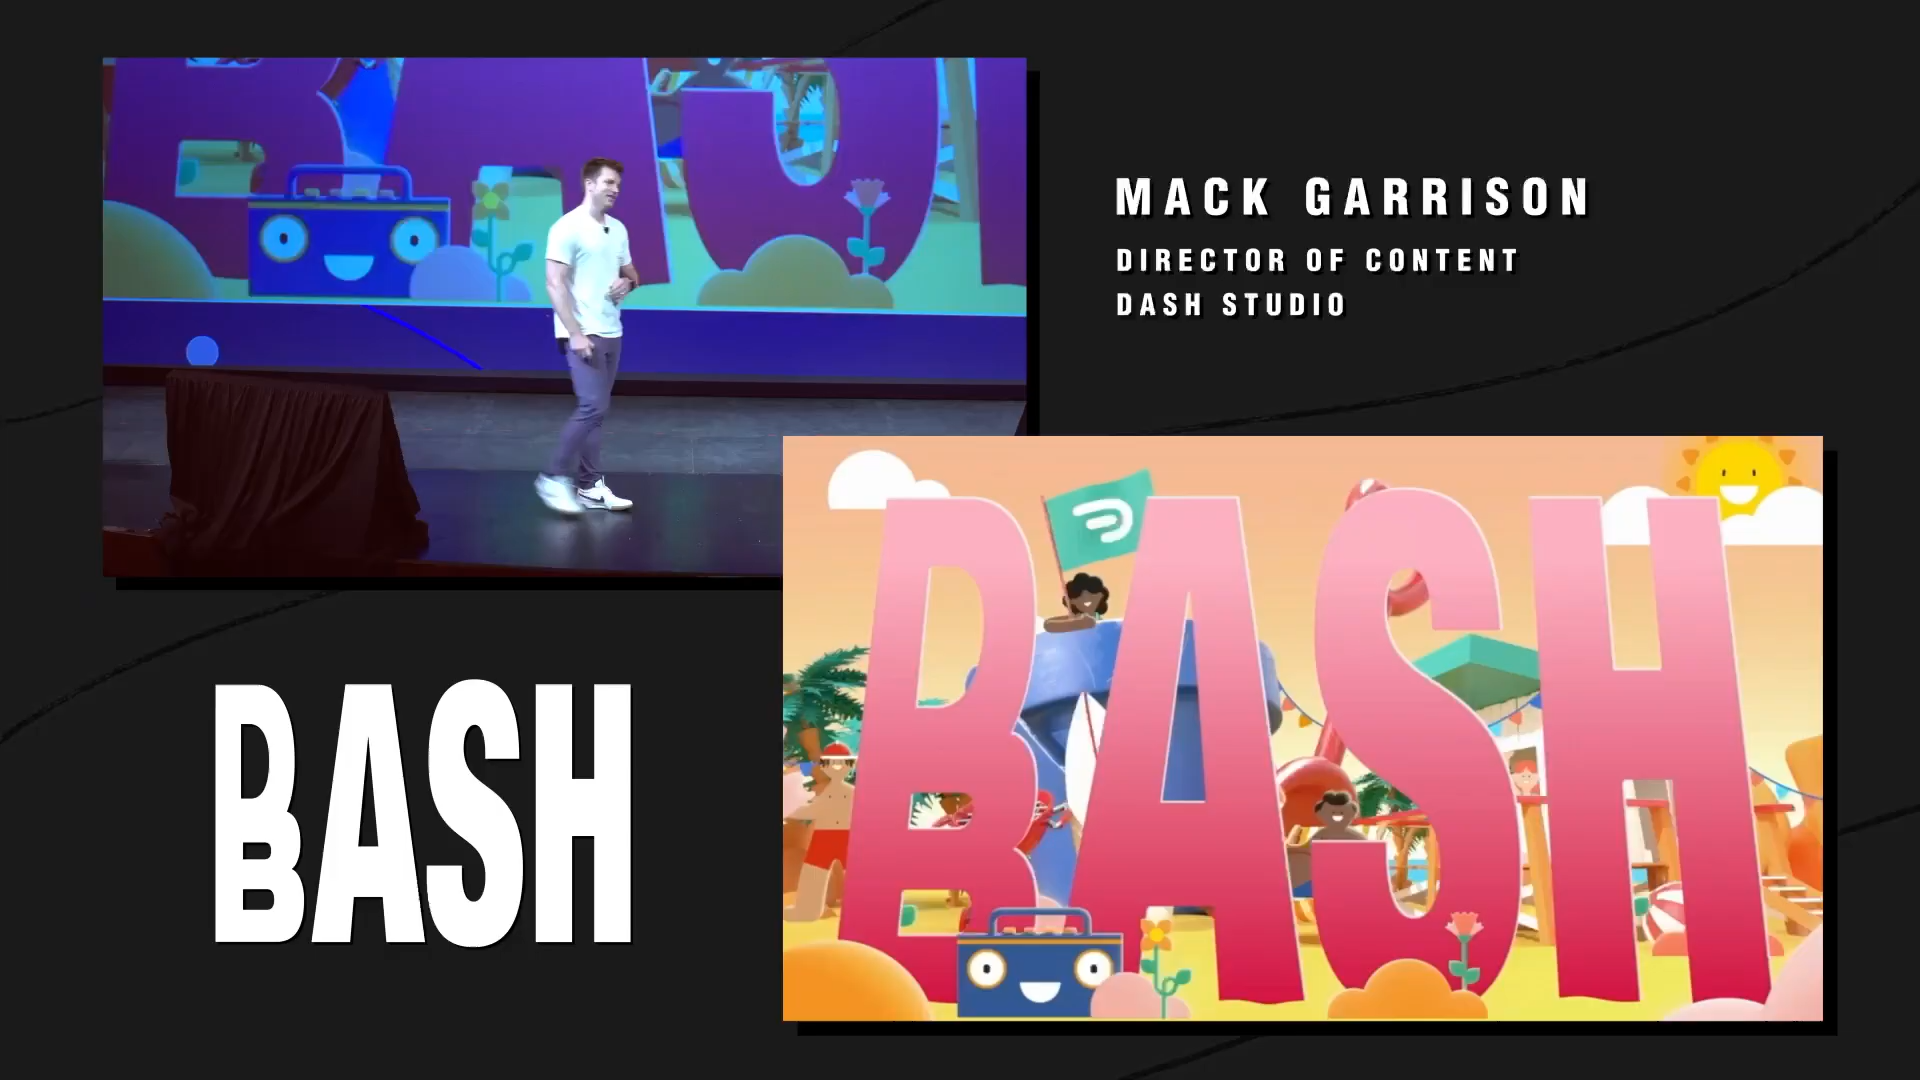 MACK GARRISON
DIRECTOR OF CONTENT
DASH STUDIO
BASH
BASH